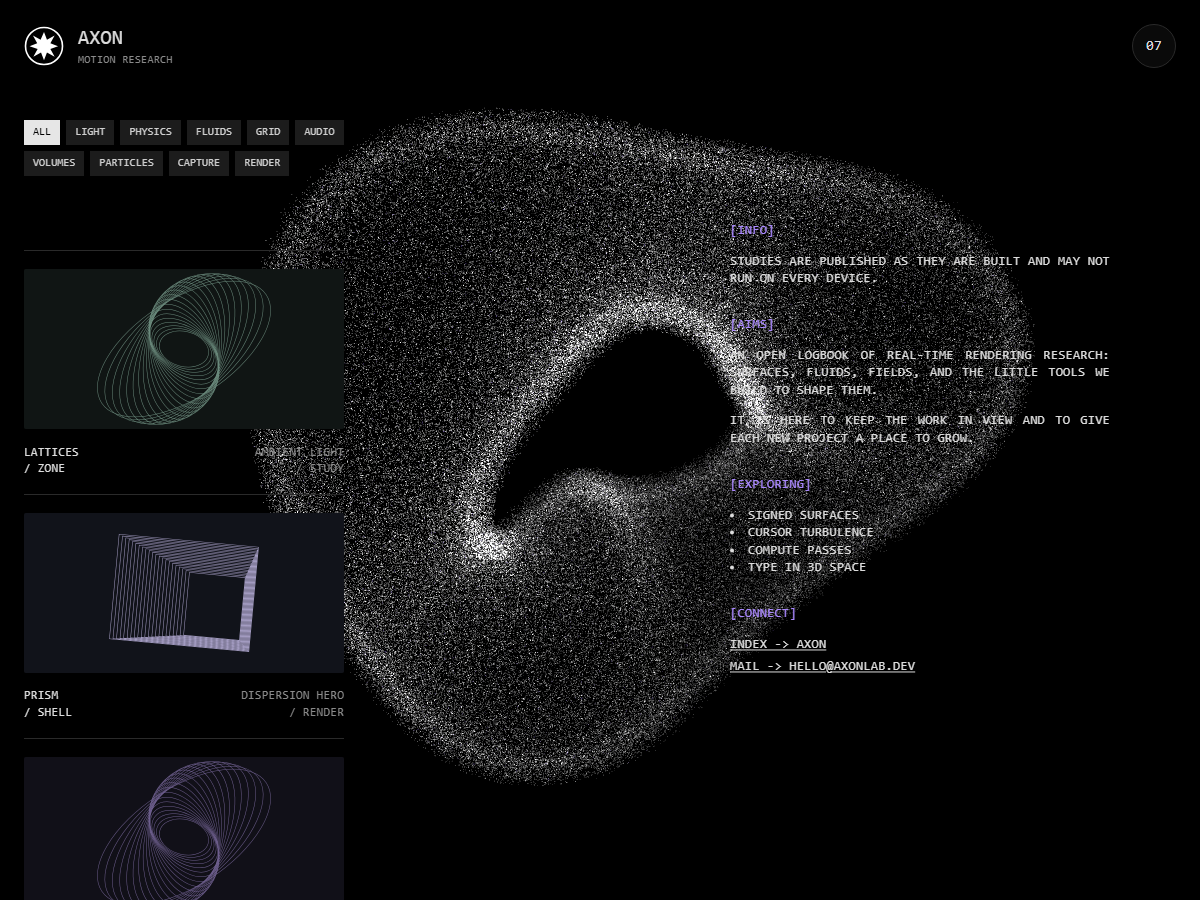 AXON
MOTION RESEARCH
07
ALL LIGHT PHYSICS FLUIDS GRID AUDIO
VOLUMES PARTICLES CAPTURE RENDER
LATTICES
/ ZONE
AMBIENT LIGHT
STUDY
PRISM
/ SHELL
DISPERSION HERO
/ RENDER
[INFO]
STUDIES ARE PUBLISHED AS THEY ARE BUILT AND MAY NOT
RUN ON EVERY DEVICE.
[AIMS]
AN OPEN LOGBOOK OF REAL-TIME RENDERING RESEARCH:
SURFACES, FLUIDS, FIELDS, AND THE LITTLE TOOLS WE
BUILD TO SHAPE THEM.
IT IS HERE TO KEEP THE WORK IN VIEW AND TO GIVE
EACH NEW PROJECT A PLACE TO GROW.
[EXPLORING]
• SIGNED SURFACES
• CURSOR TURBULENCE
• COMPUTE PASSES
• TYPE IN 3D SPACE
[CONNECT]
INDEX -> AXON
MAIL -> HELLO@AXONLAB.DEV